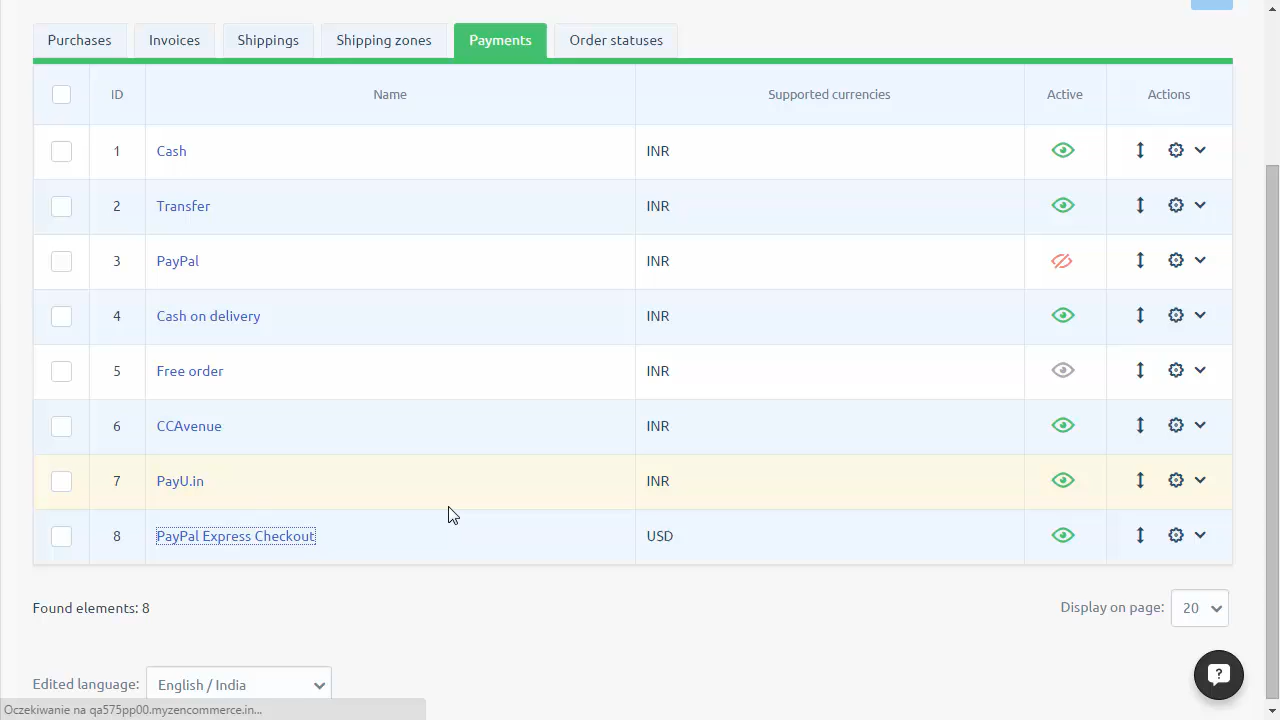 Purchases Invoices Shippings Shipping zones Payments Order statuses
ID Name Supported currencies Active Actions
1 Cash INR
2 Transfer INR
3 PayPal INR
4 Cash on delivery INR
5 Free order INR
6 CCAvenue INR
7 PayU.in INR
8 PayPal Express Checkout USD
Found elements: 8 Display on page: 20
Edited language: English / India
Oczekiwanie na qa575pp00.myzencommerce.in...